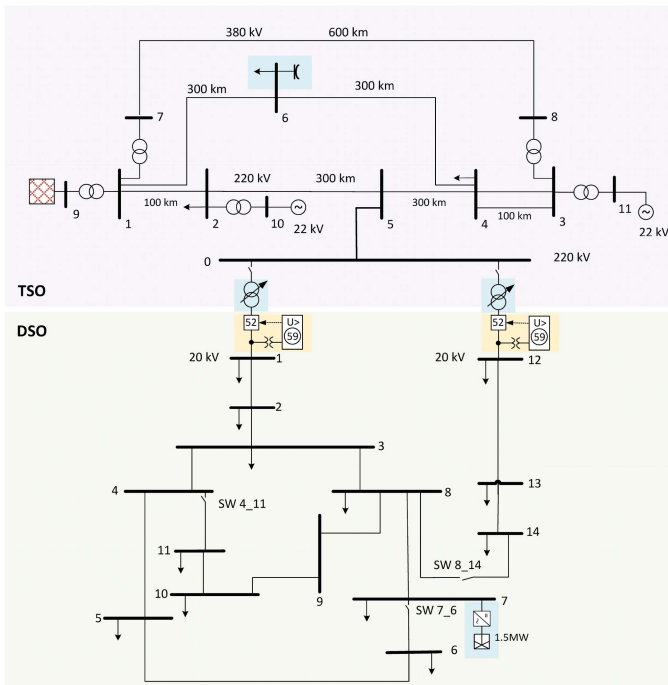 380 kV 600 km
300 km 300 km
6
7 8
220 kV 300 km
100 km 300 km 100 km
9 1 2 10 22 kV 5 4 3 11 22 kV
0 220 kV
TSO
DSO
52 U> 59 52 U> 59
20 kV 1 20 kV 12
2
3
4 8 13
SW 4_11
14
11
SW 8_14
10 9
7
5 SW 7_6
1.5MW
6